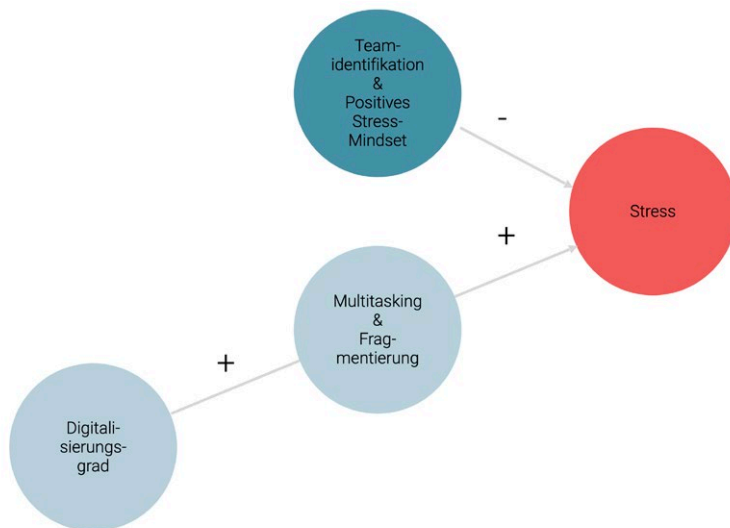 Team-
identifikation
&
Positives
Stress-
Mindset
-
Stress
+
Multitasking
&
Frag-
mentierung
+
Digitali-
sierungs-
grad